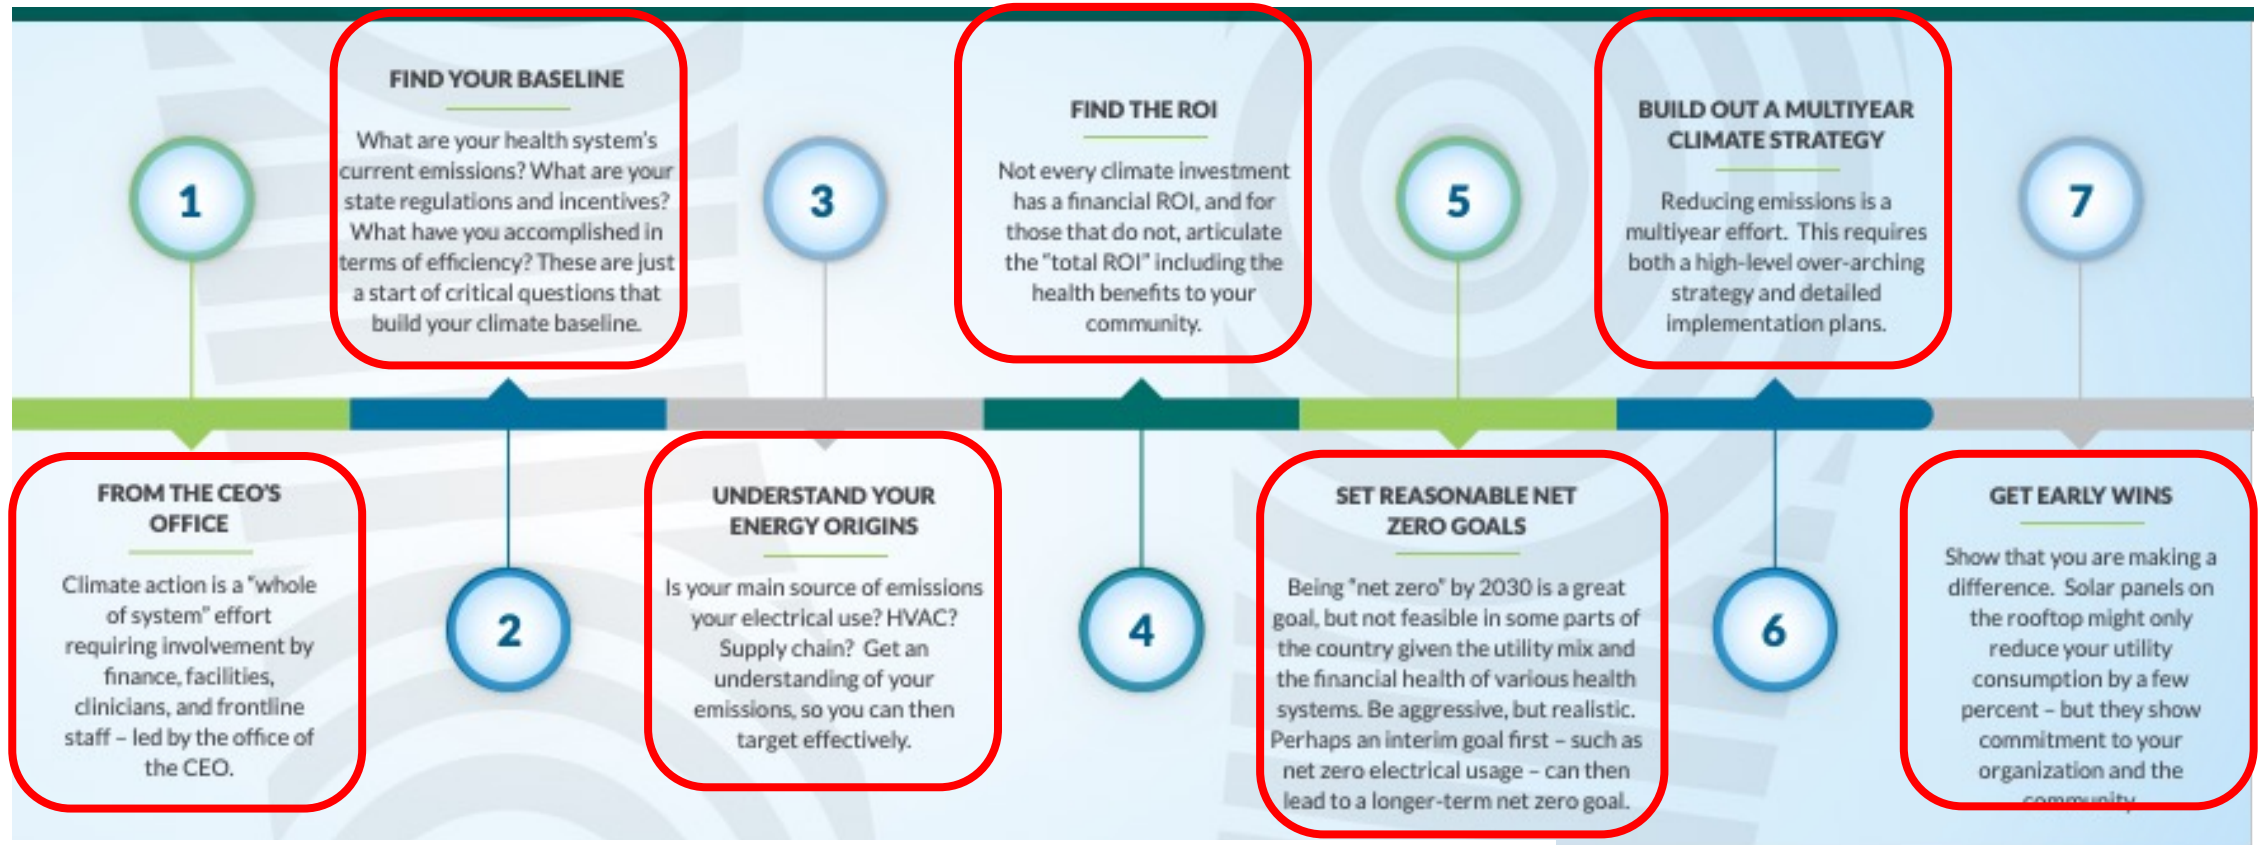 1
FROM THE CEO'S
OFFICE
Climate action is a "whole
of system" effort
requiring involvement by
finance, facilities,
clinicians, and frontline
staff – led by the office of
the CEO.
FIND YOUR BASELINE
What are your health system's
current emissions? What are your
state regulations and incentives?
What have you accomplished in
terms of efficiency? These are just
a start of critical questions that
build your climate baseline.
2
3
UNDERSTAND YOUR
ENERGY ORIGINS
Is your main source of emissions
your electrical use? HVAC?
Supply chain? Get an
understanding of your
emissions, so you can then
target effectively.
FIND THE ROI
Not every climate investment
has a financial ROI, and for
those that do not, articulate
the "total ROI" including the
health benefits to your
community.
4
5
SET REASONABLE NET
ZERO GOALS
Being "net zero" by 2030 is a great
goal, but not feasible in some parts of
the country given the utility mix and
the financial health of various health
systems. Be aggressive, but realistic.
Perhaps an interim goal first – such as
net zero electrical usage – can then
lead to a longer-term net zero goal.
BUILD OUT A MULTIYEAR
CLIMATE STRATEGY
Reducing emissions is a
multiyear effort. This requires
both a high-level over-arching
strategy and detailed
implementation plans.
6
7
GET EARLY WINS
Show that you are making a
difference. Solar panels on
the rooftop might only
reduce your utility
consumption by a few
percent – but they show
commitment to your
organization and the
community